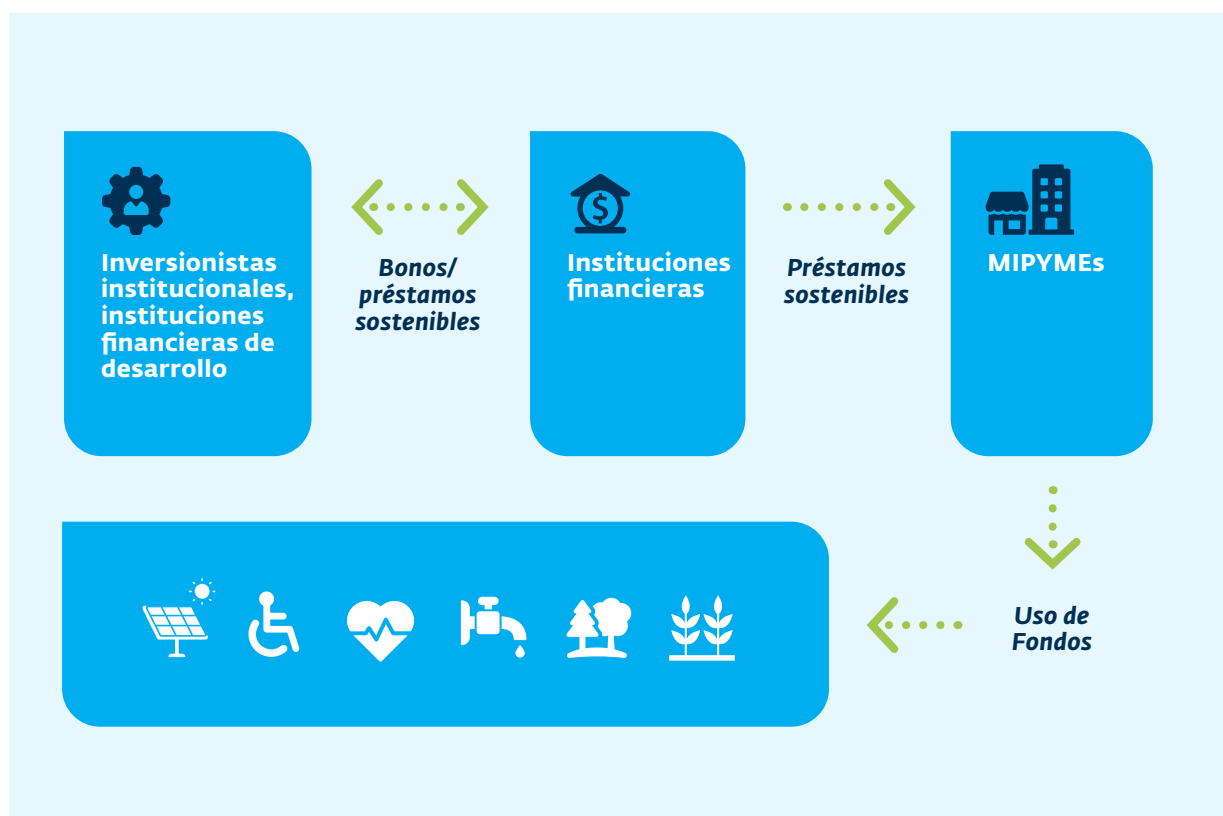 Inversionistas
institucionales,
instituciones
financieras de
desarrollo
Bonos/
préstamos
sostenibles
Instituciones
financieras
Préstamos
sostenibles
MIPYMEs
Uso de
Fondos